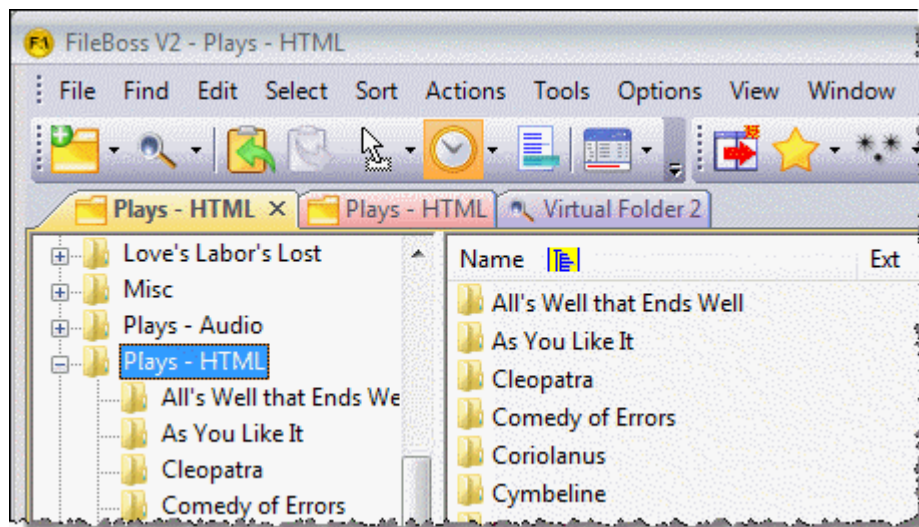 FileBoss V2 - Plays - HTML
File Find Edit Select Sort Actions Tools Options View Window
Plays - HTML Plays - HTML Virtual Folder 2
Love's Labor's Lost
Misc
Plays - Audio
Plays - HTML
All's Well that Ends We
As You Like It
Cleopatra
Comedy of Errors
Name Ext
All's Well that Ends Well
As You Like It
Cleopatra
Comedy of Errors
Coriolanus
Cymbeline